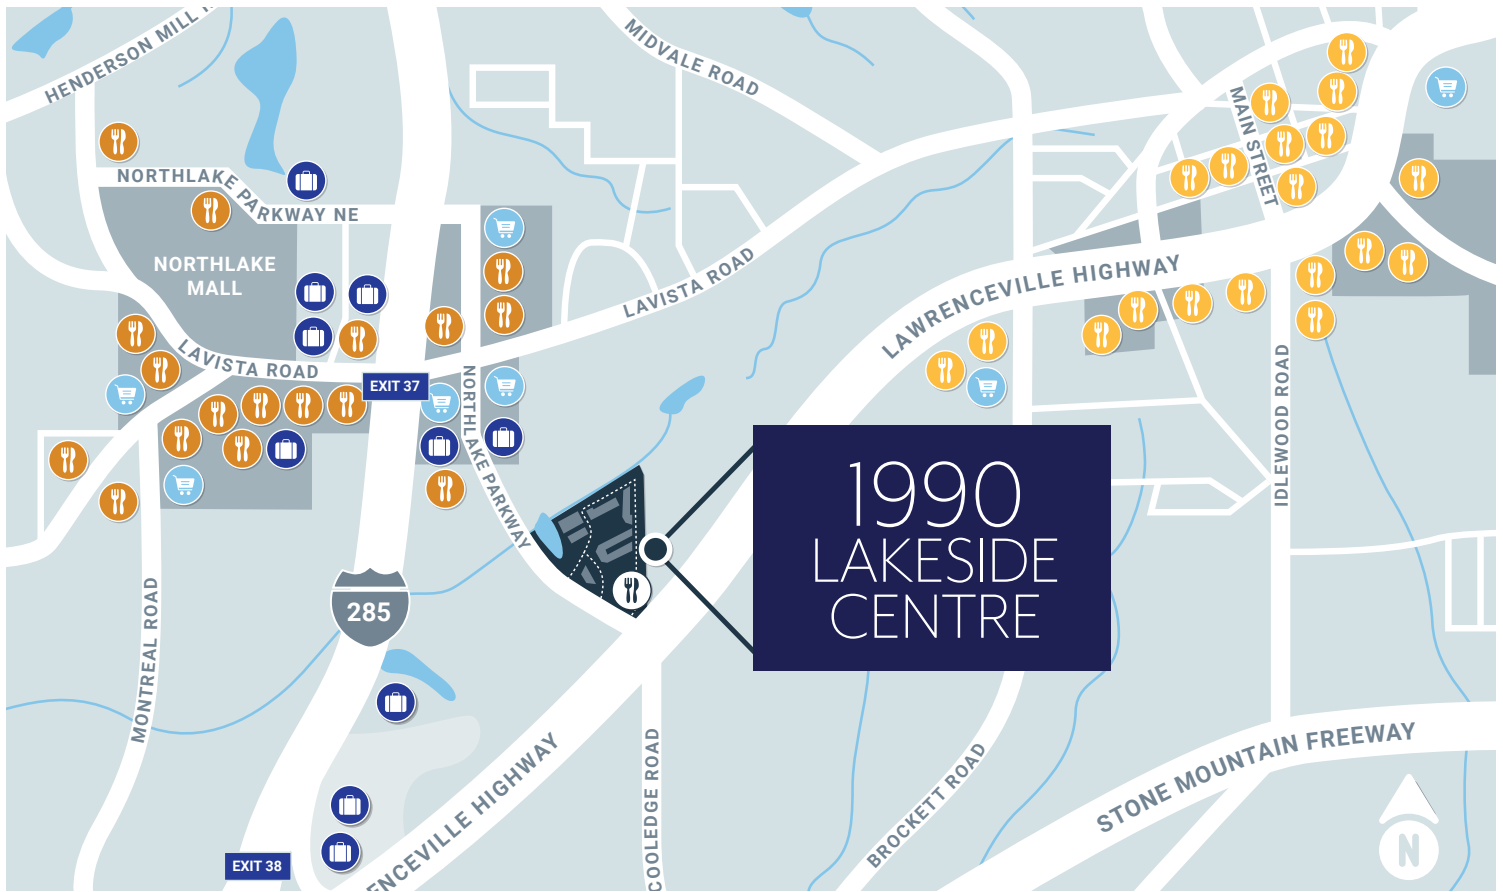 HENDERSON MILL
MIDVALE ROAD
MAIN STREET
NORTHLAKE PARKWAY NE
NORTHLAKE
MALL
LAVISTA ROAD
LAWRENCEVILLE HIGHWAY
LAVISTA ROAD
EXIT 37
NORTHLAKE PARKWAY
IDLEWOOD ROAD
1990
LAKESIDE
CENTRE
285
MONTREAL ROAD
ENCEVILLE HIGHWAY
COOLEDGE ROAD
BROCKETT ROAD
STONE MOUNTAIN FREEWAY
EXIT 38
N